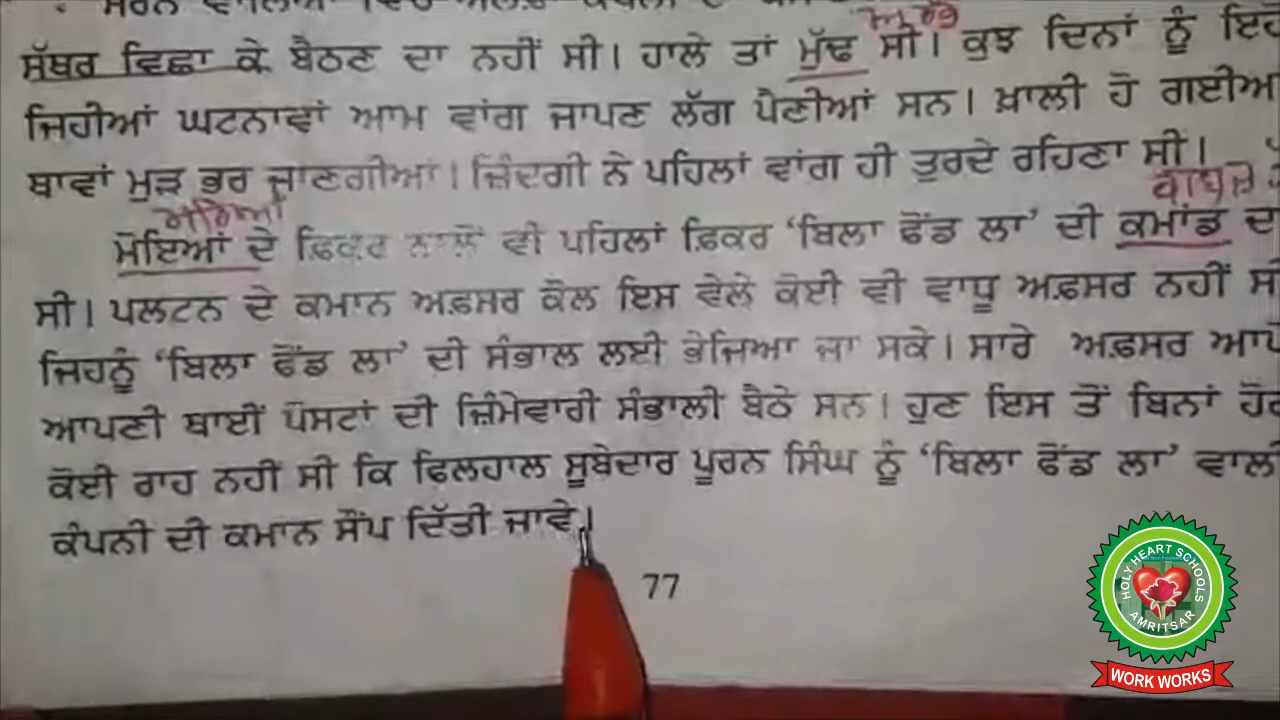 ਸੱਥਰ ਵਿਛਾ ਕੇ ਬੈਠਣ ਦਾ ਨਹੀਂ ਸੀ। ਹਾਲੇ ਤਾਂ ਮੁੱਢ ਸੀ। ਕੁਝ ਦਿਨਾਂ ਨੂੰ
ਜਿਹੀਆਂ ਘਟਨਾਵਾਂ ਆਮ ਵਾਂਗ ਜਾਪਣ ਲੱਗ ਪੈਣੀਆਂ ਸਨ। ਖ਼ਾਲੀ ਹੋ ਗਈਆ
ਥਾਵਾਂ ਮੁੜ ਭਰ ਜਾਣਗੀਆਂ। ਜ਼ਿੰਦਗੀ ਨੇ ਪਹਿਲਾਂ ਵਾਂਗ ਹੀ ਤੁਰਦੇ ਰਹਿਣਾ ਸੀ।
ਮਰਿਆਂ
ਮੋਇਆਂ ਦੇ ਫ਼ਿਕਰ ਨਾਲੋਂ ਵੀ ਪਹਿਲਾਂ ਫ਼ਿਕਰ ‘ਬਿਲਾ ਫੌਂਡ ਲਾ’ ਦੀ ਕਮਾਂਡ ਦਾ
ਸੀ। ਪਲਟਨ ਦੇ ਕਮਾਨ ਅਫ਼ਸਰ ਕੋਲ ਇਸ ਵੇਲੇ ਕੋਈ ਵੀ ਵਾਧੂ ਅਫ਼ਸਰ ਨਹੀਂ ਸੀ
ਜਿਹਨੂੰ ‘ਬਿਲਾ ਫੌਂਡ ਲਾ’ ਦੀ ਸੰਭਾਲ ਲਈ ਭੇਜਿਆ ਜਾ ਸਕੇ। ਸਾਰੇ ਅਫ਼ਸਰ ਆਪੋ
ਆਪਣੀ ਥਾਈਂ ਪੋਸਟਾਂ ਦੀ ਜ਼ਿੰਮੇਵਾਰੀ ਸੰਭਾਲੀ ਬੈਠੇ ਸਨ। ਹੁਣ ਇਸ ਤੋਂ ਬਿਨਾਂ ਹੋਰ
ਕੋਈ ਰਾਹ ਨਹੀਂ ਸੀ ਕਿ ਫਿਲਹਾਲ ਸੂਬੇਦਾਰ ਪੂਰਨ ਸਿੰਘ ਨੂੰ ‘ਬਿਲਾ ਫੌਂਡ ਲਾ’ ਵਾਲੀ
ਕੰਪਨੀ ਦੀ ਕਮਾਨ ਸੌਂਪ ਦਿੱਤੀ ਜਾਵੇ।
77
HOLY HEART SCHOOLS
AMRITSAR
WORK WORKS